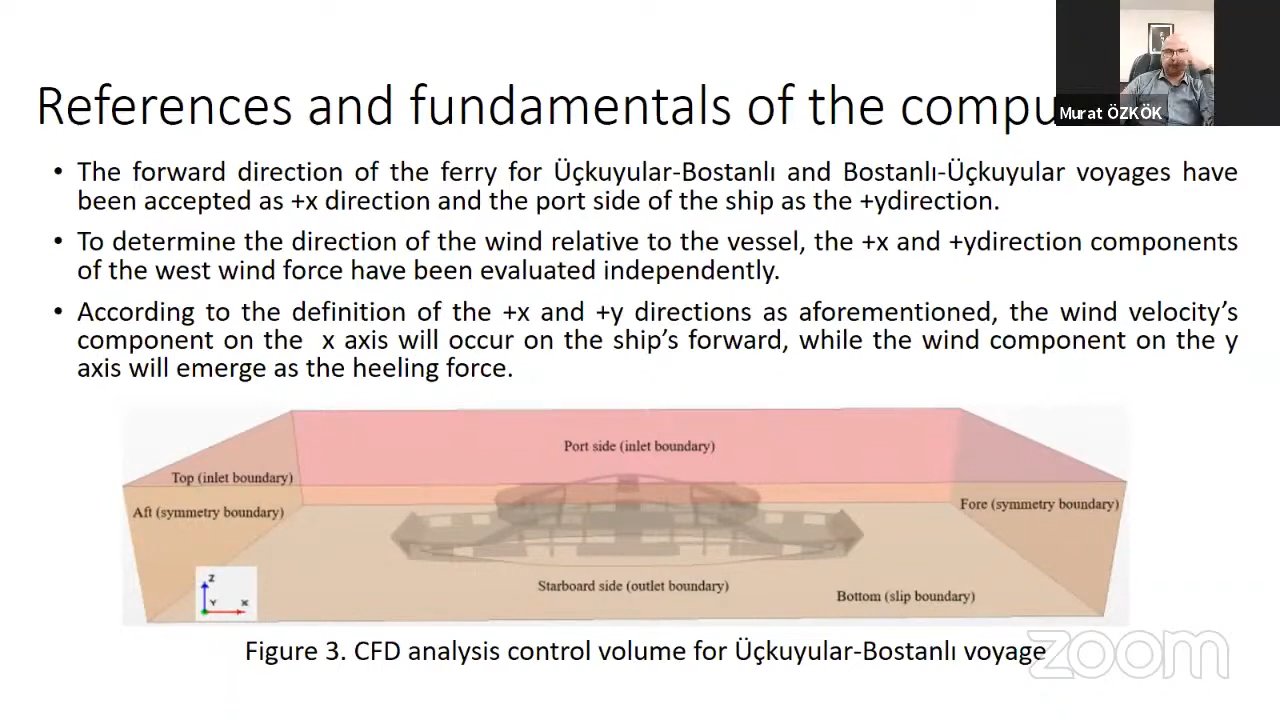 References and fundamentals of the compu
Murat ÖZKÖK
• The forward direction of the ferry for Üçkuyular-Bostanlı and Bostanlı-Üçkuyular voyages have
been accepted as +x direction and the port side of the ship as the +ydirection.
• To determine the direction of the wind relative to the vessel, the +x and +ydirection components
of the west wind force have been evaluated independently.
• According to the definition of the +x and +y directions as aforementioned, the wind velocity’s
component on the x axis will occur on the ship’s forward, while the wind component on the y
axis will emerge as the heeling force.
Port side (inlet boundary)
Top (inlet boundary)
Aft (symmetry boundary)
Fore (symmetry boundary)
Starboard side (outlet boundary)
Bottom (slip boundary)
Z
Y
X
Figure 3. CFD analysis control volume for Üçkuyular-Bostanlı voyage
zoom